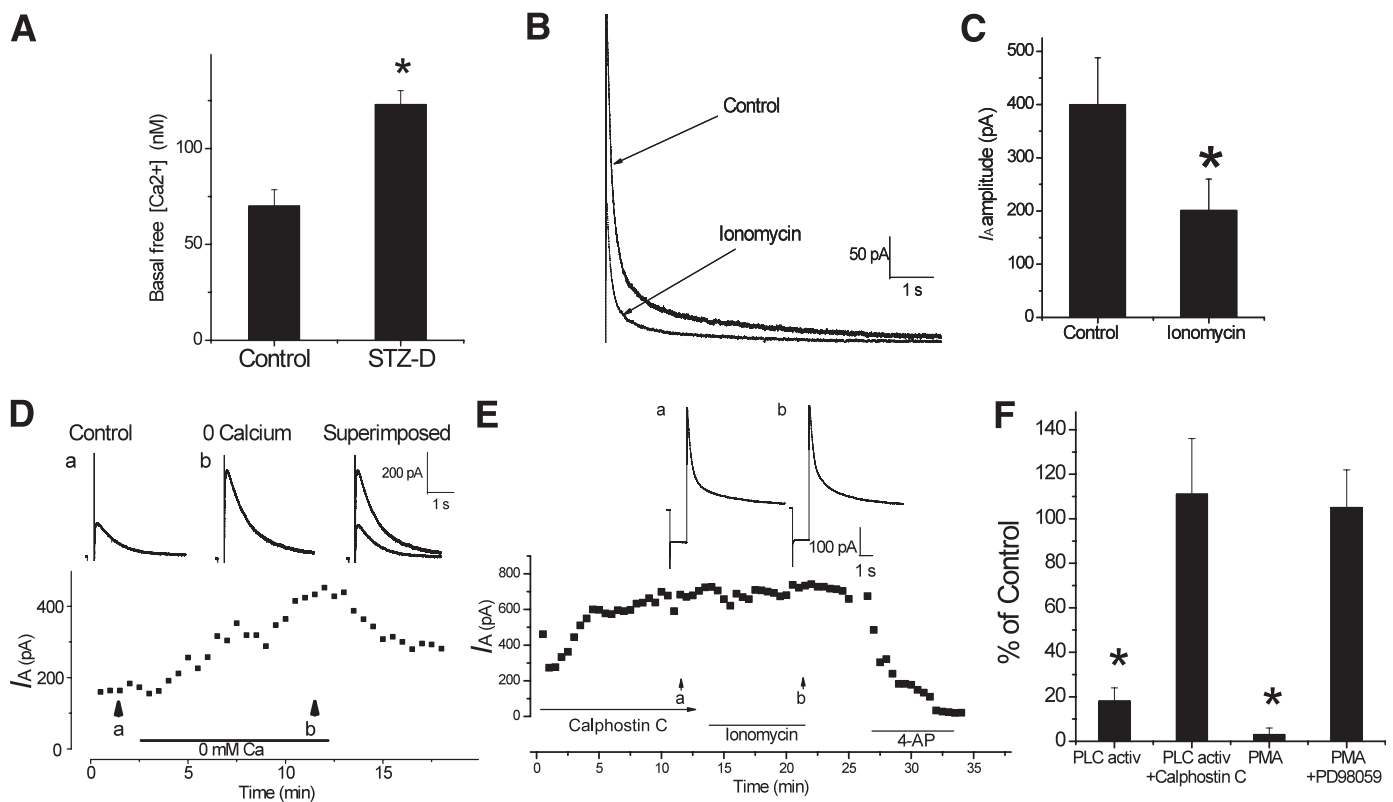 A
Basal free [Ca2+] (nM)
100
50
0
Control
STZ-D
*
B
Control
Ionomycin
50 pA
1 s
C
IA amplitude (pA)
500
400
300
200
100
0
Control
Ionomycin
*
D
Control
0 Calcium
Superimposed
a
b
200 pA
1 s
IA (pA)
400
200
0
a
b
0 mM Ca
0
5
10
15
Time (min)
E
a
b
100 pA
1 s
IA (pA)
800
600
400
200
0
a
b
Calphostin C
Ionomycin
4-AP
0
5
10
15
20
25
30
35
Time (min)
F
% of Control
140
120
100
80
60
40
20
0
*
*
PLC activ
PLC activ
+Calphostin C
PMA
PMA
+PD98059